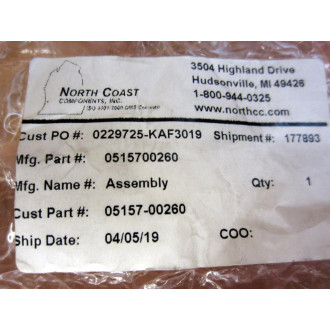 NORTH COAST
COMPONENTS, INC.
3504 Highland Drive
Hudsonville, MI 49426
1-800-944-0325
www.northcc.com
Cust PO #: 0229725-KAF3019 Shipment#: 177893
Mfg. Part #: 0515700260
Mfg. Name #: Assembly Qty: 1
Cust Part #: 05157-00260
Ship Date: 04/05/19 COO: